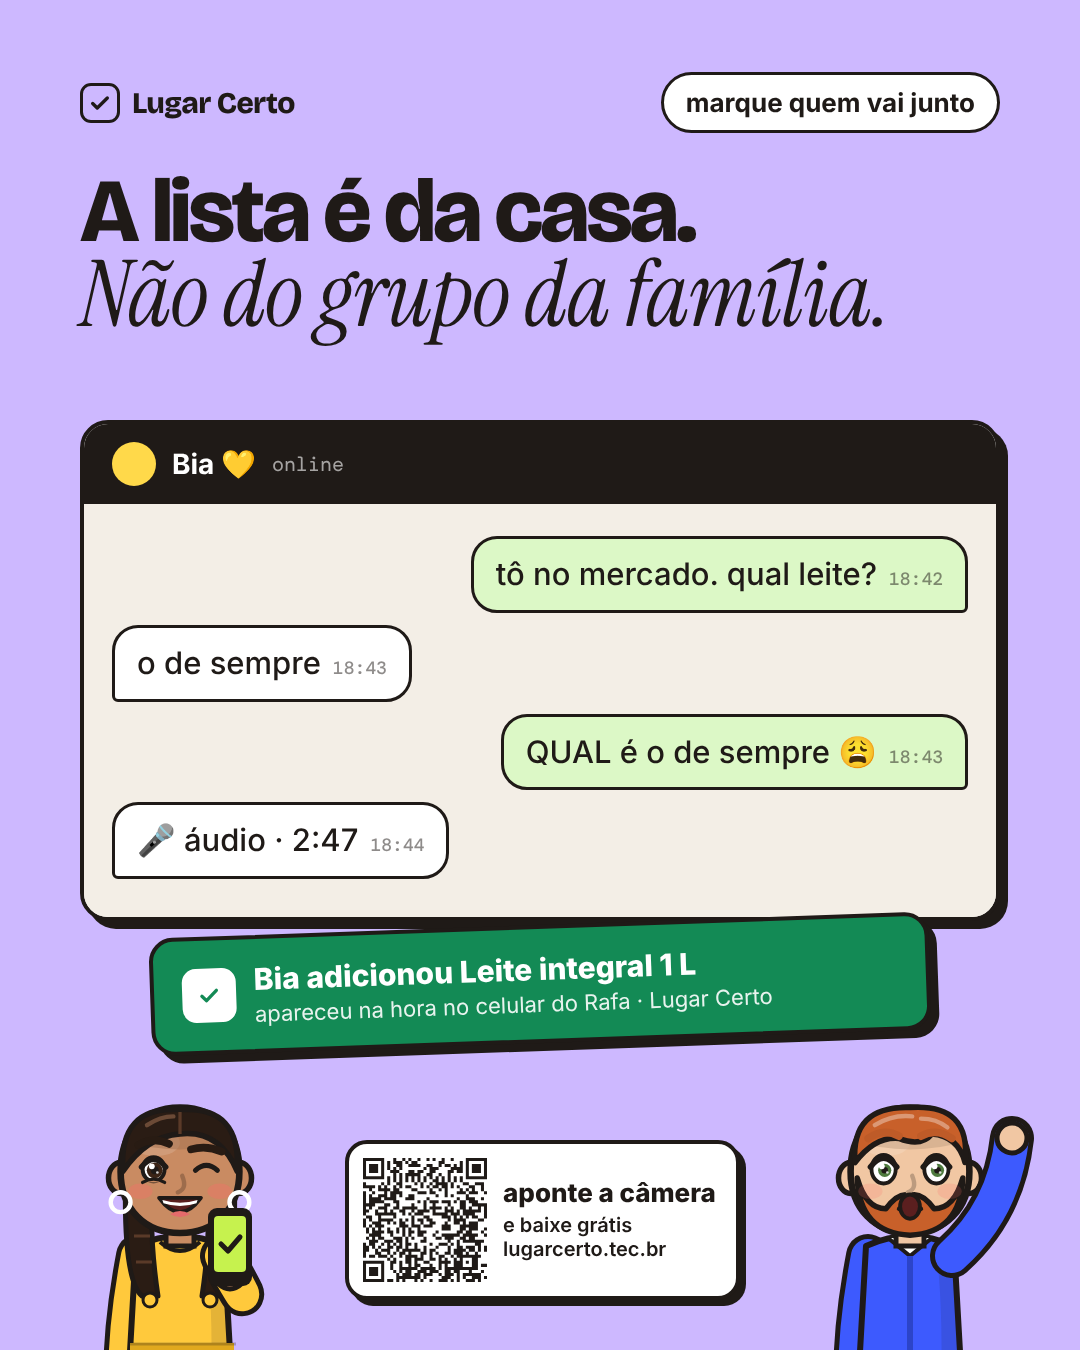 Lugar Certo
marque quem vai junto
A lista é da casa.
Não do grupo da família.
Bia 💛 online
tô no mercado. qual leite? 18:42
o de sempre 18:43
QUAL é o de sempre 😩 18:43
🎤 áudio · 2:47 18:44
Bia adicionou Leite integral 1 L
apareceu na hora no celular do Rafa · Lugar Certo
aponte a câmera
e baixe grátis
lugarcerto.tec.br